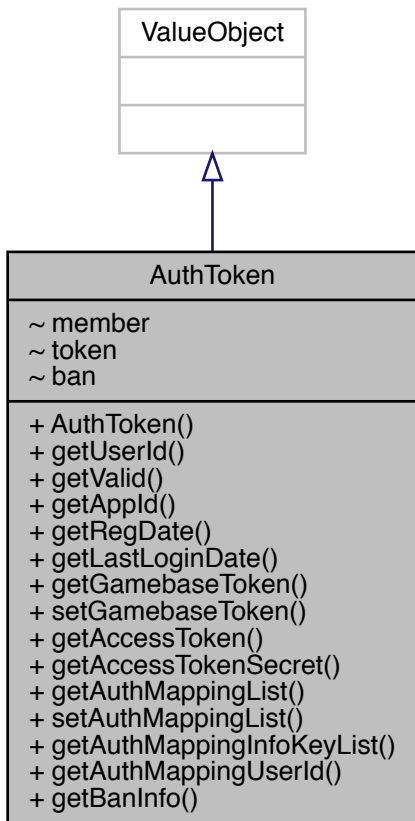 ValueObject
AuthToken
~ member
~ token
~ ban
+ AuthToken()
+ getUserId()
+ getValid()
+ getAppId()
+ getRegDate()
+ getLastLoginDate()
+ getGamebaseToken()
+ setGamebaseToken()
+ getAccessToken()
+ getAccessTokenSecret()
+ getAuthMappingList()
+ setAuthMappingList()
+ getAuthMappingInfoKeyList()
+ getAuthMappingUserId()
+ getBanInfo()